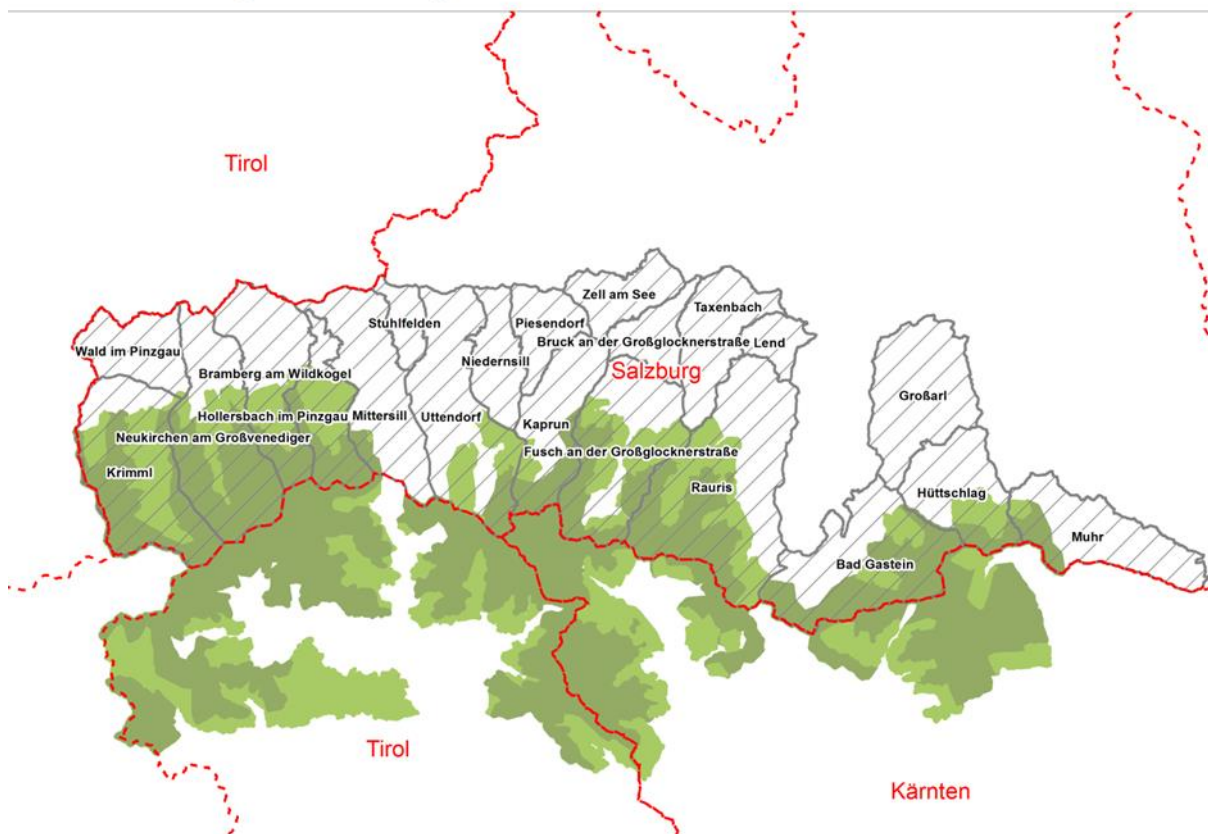 Tirol
Zell am See
Taxenbach
Stuhlfelden
Piesendorf
Bruck an der Großglocknerstraße
Lend
Wald im Pinzgau
Niedernsill
Bramberg am Wildkogel
Salzburg
Großarl
Hollersbach im Pinzgau
Mittersill
Uttendorf
Kaprun
Neukirchen am Großvenediger
Fusch an der Großglocknerstraße
Krimml
Rauris
Hüttschlag
Muhr
Bad Gastein
Tirol
Kärnten